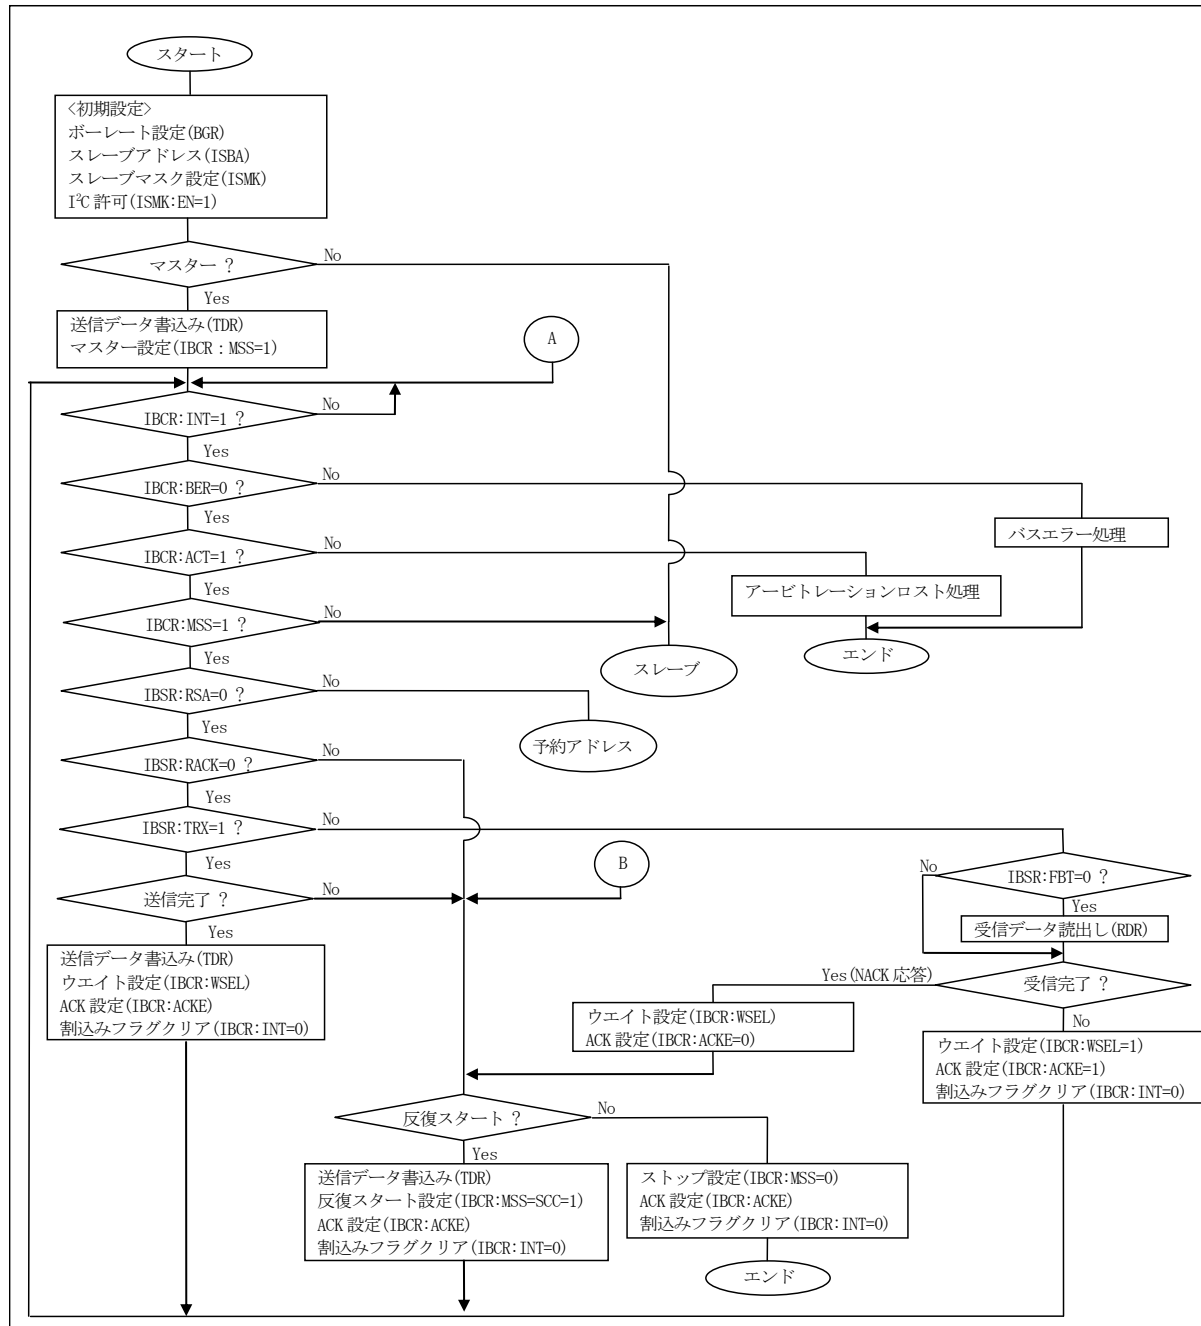 スタート
<初期設定>
ボーレート設定(BGR)
スレーブアドレス(ISBA)
スレーブマスク設定(ISMK)
I²C 許可(ISMK:EN=1)
マスター ?
No
Yes
送信データ書込み(TDR)
マスター設定(IBCR：MSS=1)
A
IBCR:INT=1 ?
No
Yes
IBCR:BER=0 ?
No
Yes
バスエラー処理
IBCR:ACT=1 ?
No
Yes
アービトレーションロスト処理
IBCR:MSS=1 ?
No
Yes
スレーブ
エンド
IBSR:RSA=0 ?
No
Yes
予約アドレス
IBSR:RACK=0 ?
No
Yes
IBSR:TRX=1 ?
No
Yes
B
No
IBSR:FBT=0 ?
Yes
送信完了 ?
No
Yes
受信データ読出し(RDR)
送信データ書込み(TDR)
ウエイト設定(IBCR:WSEL)
ACK 設定(IBCR:ACKE)
割込みフラグクリア(IBCR:INT=0)
Yes(NACK 応答)
受信完了 ?
No
ウエイト設定(IBCR:WSEL)
ACK 設定(IBCR:ACKE=0)
ウエイト設定(IBCR:WSEL=1)
ACK 設定(IBCR:ACKE=1)
割込みフラグクリア(IBCR:INT=0)
反復スタート ?
No
Yes
送信データ書込み(TDR)
反復スタート設定(IBCR:MSS=SCC=1)
ACK 設定(IBCR:ACKE)
割込みフラグクリア(IBCR:INT=0)
ストップ設定(IBCR:MSS=0)
ACK 設定(IBCR:ACKE)
割込みフラグクリア(IBCR:INT=0)
エンド